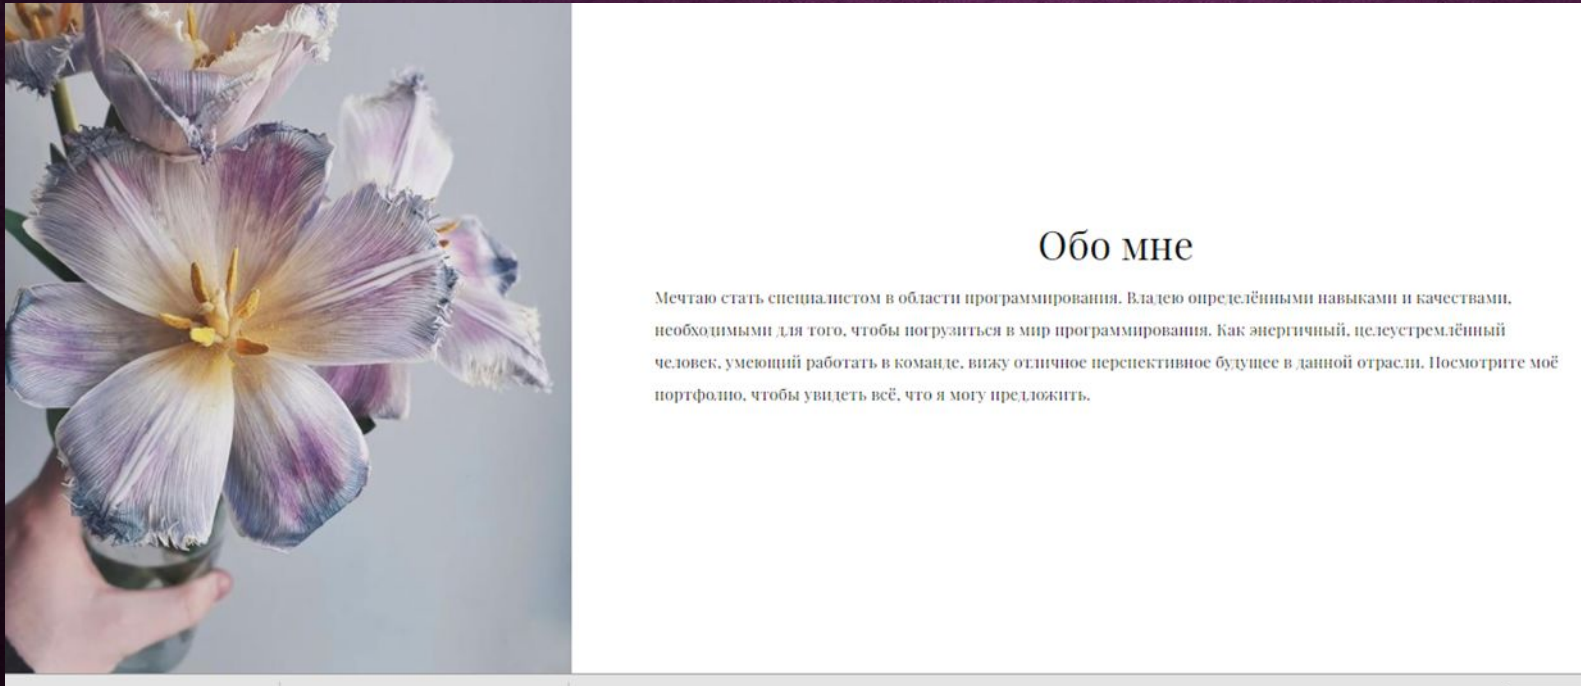 Обо мне
Мечтаю стать специалистом в области программирования. Владею определёнными навыками и качествами,
необходимыми для того, чтобы погрузиться в мир программирования. Как энергичный, целеустремлённый
человек, умеющий работать в команде, вижу отличное перспективное будущее в данной отрасли. Посмотрите моё
портфолио, чтобы увидеть всё, что я могу предложить.